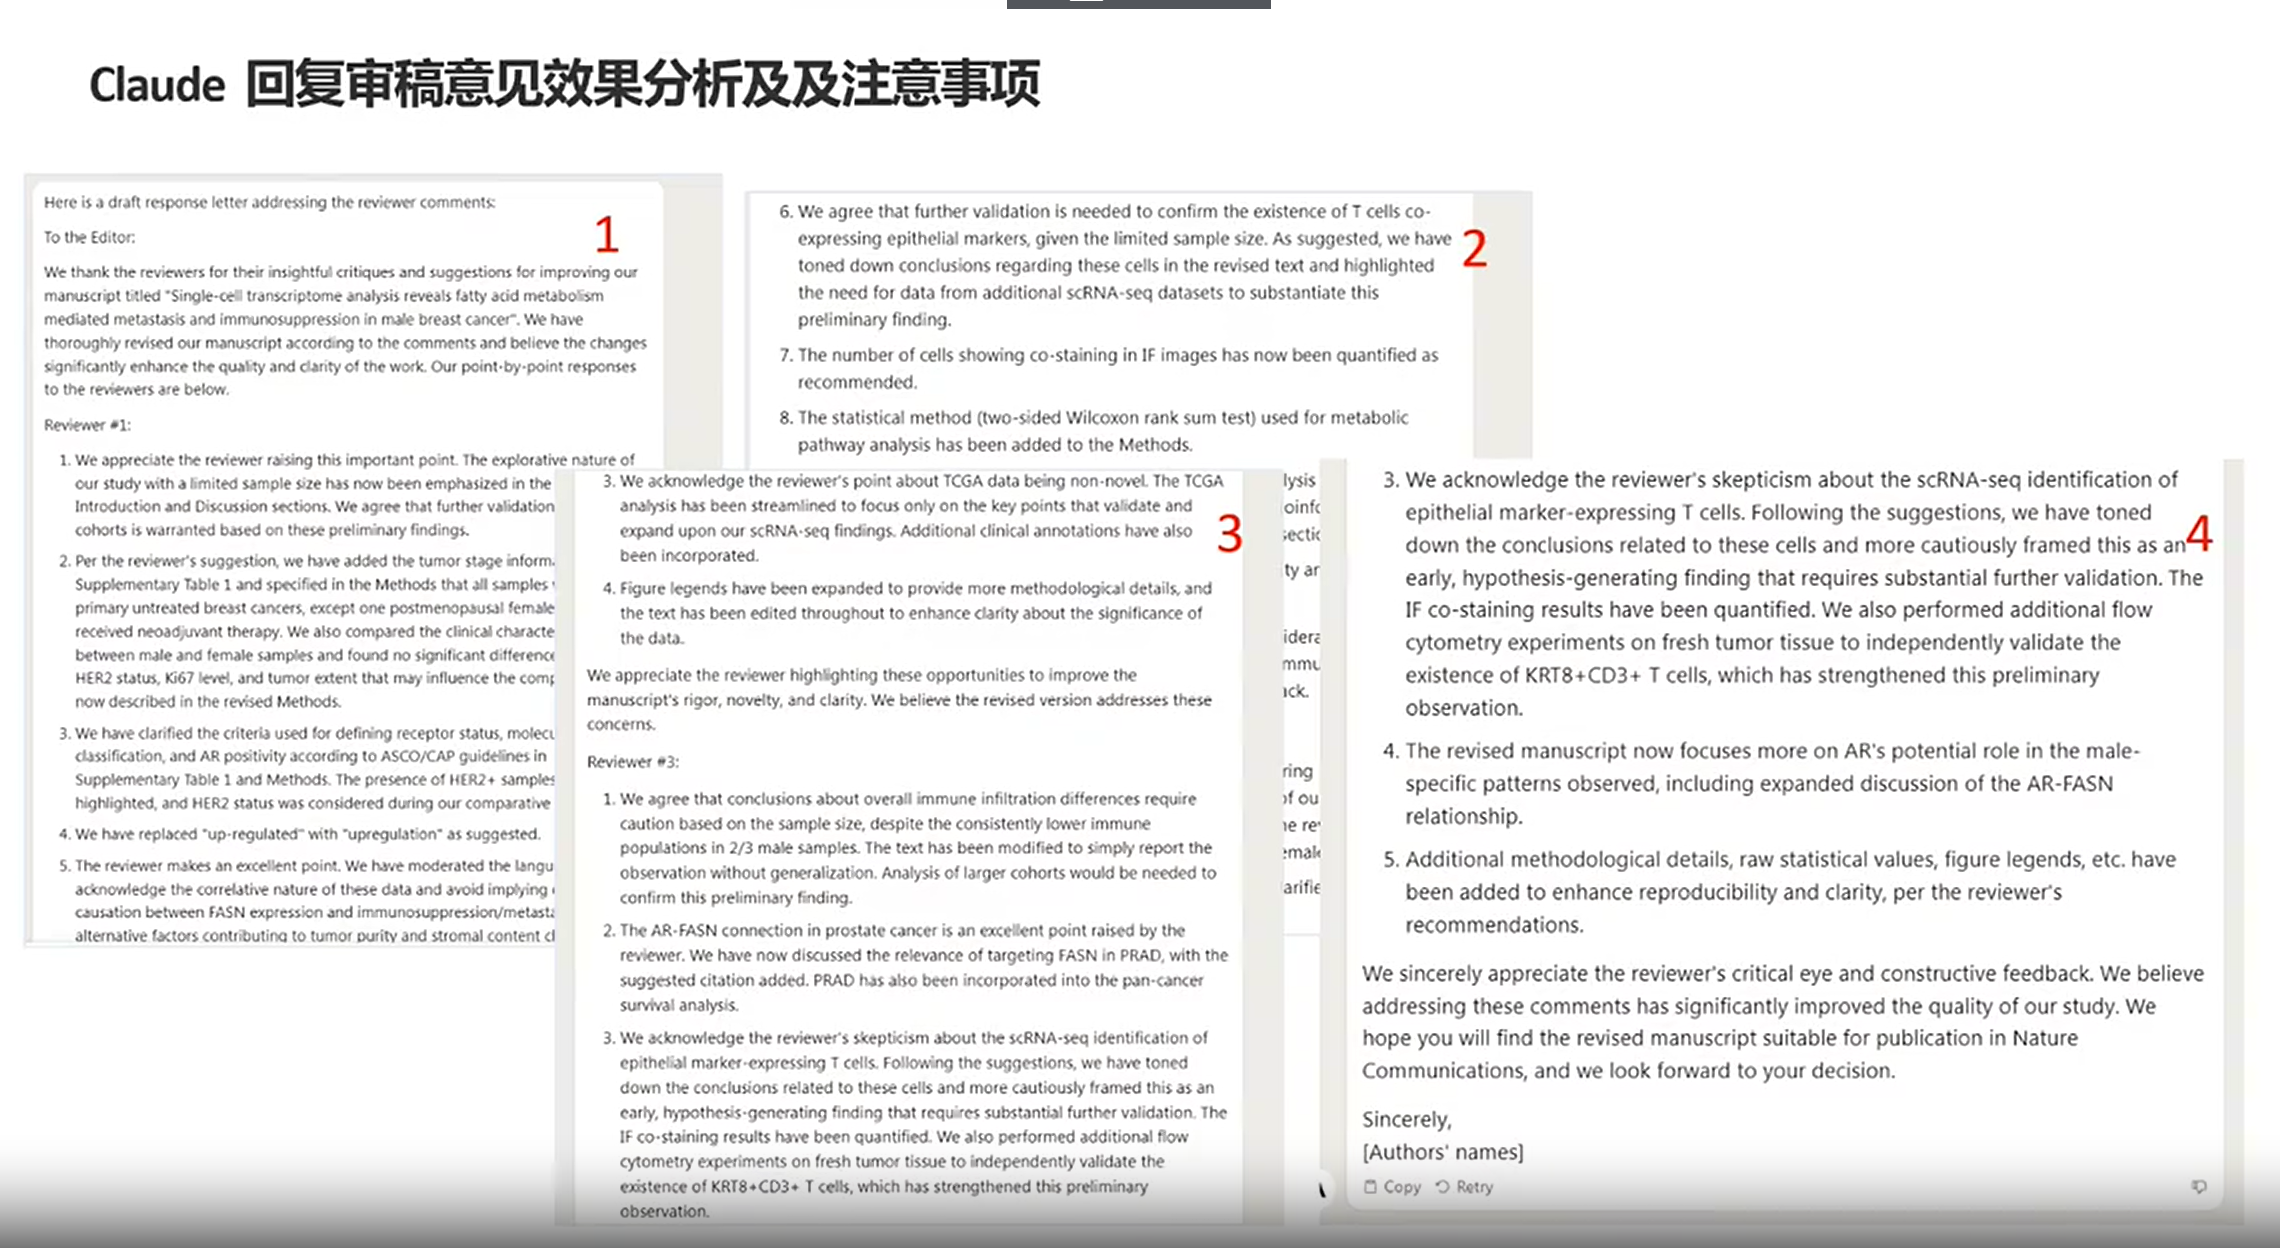 Claude 回复审稿意见效果分析及及注意事项
Here is a draft response letter addressing the reviewer comments:
1
To the Editor:
We thank the reviewers for their insightful critiques and suggestions for improving our
manuscript titled "Single-cell transcriptome analysis reveals fatty acid metabolism
mediated metastasis and immunosuppression in male breast cancer". We have
thoroughly revised our manuscript according to the comments and believe the changes
significantly enhance the quality and clarity of the work. Our point-by-point responses
to the reviewers are below.
Reviewer #1:
1. We appreciate the reviewer raising this important point. The explorative nature of
our study with a limited sample size has now been emphasized in the
Introduction and Discussion sections. We agree that further validation
cohorts is warranted based on these preliminary findings.
2. Per the reviewer's suggestion, we have added the tumor stage inform
Supplementary Table 1 and specified in the Methods that all samples
primary untreated breast cancers, except one postmenopausal female
received neoadjuvant therapy. We also compared the clinical characte
between male and female samples and found no significant difference
HER2 status, Ki67 level, and tumor extent that may influence the comp
now described in the revised Methods.
3. We have clarified the criteria used for defining receptor status, molecu
classification, and AR positivity according to ASCO/CAP guidelines in
Supplementary Table 1 and Methods. The presence of HER2+ samples
highlighted, and HER2 status was considered during our comparative
4. We have replaced "up-regulated" with "upregulation" as suggested.
5. The reviewer makes an excellent point. We have moderated the langu
acknowledge the correlative nature of these data and avoid implying
causation between FASN expression and immunosuppression/metasta
alternative factors contributing to tumor purity and stromal content cl
6. We agree that further validation is needed to confirm the existence of T cells co-
expressing epithelial markers, given the limited sample size. As suggested, we have
2
toned down conclusions regarding these cells in the revised text and highlighted
the need for data from additional scRNA-seq datasets to substantiate this
preliminary finding.
7. The number of cells showing co-staining in IF images has now been quantified as
recommended.
8. The statistical method (two-sided Wilcoxon rank sum test) used for metabolic
pathway analysis has been added to the Methods.
3. We acknowledge the reviewer's point about TCGA data being non-novel. The TCGA
analysis has been streamlined to focus only on the key points that validate and
expand upon our scRNA-seq findings. Additional clinical annotations have also
3
been incorporated.
4. Figure legends have been expanded to provide more methodological details, and
the text has been edited throughout to enhance clarity about the significance of
the data.
We appreciate the reviewer highlighting these opportunities to improve the
manuscript's rigor, novelty, and clarity. We believe the revised version addresses these
concerns.
Reviewer #3:
1. We agree that conclusions about overall immune infiltration differences require
caution based on the sample size, despite the consistently lower immune
populations in 2/3 male samples. The text has been modified to simply report the
observation without generalization. Analysis of larger cohorts would be needed to
confirm this preliminary finding.
2. The AR-FASN connection in prostate cancer is an excellent point raised by the
reviewer. We have now discussed the relevance of targeting FASN in PRAD, with the
suggested citation added. PRAD has also been incorporated into the pan-cancer
survival analysis.
3. We acknowledge the reviewer's skepticism about the scRNA-seq identification of
epithelial marker-expressing T cells. Following the suggestions, we have toned
down the conclusions related to these cells and more cautiously framed this as an
early, hypothesis-generating finding that requires substantial further validation. The
IF co-staining results have been quantified. We also performed additional flow
cytometry experiments on fresh tumor tissue to independently validate the
existence of KRT8+CD3+ T cells, which has strengthened this preliminary
observation.
lysis
oinfo
secti
ty ar
idera
mmu
ick.
ring
of ou
ne re
emale
arifie
3. We acknowledge the reviewer's skepticism about the scRNA-seq identification of
epithelial marker-expressing T cells. Following the suggestions, we have toned
down the conclusions related to these cells and more cautiously framed this as an
4
early, hypothesis-generating finding that requires substantial further validation. The
IF co-staining results have been quantified. We also performed additional flow
cytometry experiments on fresh tumor tissue to independently validate the
existence of KRT8+CD3+ T cells, which has strengthened this preliminary
observation.
4. The revised manuscript now focuses more on AR's potential role in the male-
specific patterns observed, including expanded discussion of the AR-FASN
relationship.
5. Additional methodological details, raw statistical values, figure legends, etc. have
been added to enhance reproducibility and clarity, per the reviewer's
recommendations.
We sincerely appreciate the reviewer's critical eye and constructive feedback. We believe
addressing these comments has significantly improved the quality of our study. We
hope you will find the revised manuscript suitable for publication in Nature
Communications, and we look forward to your decision.
Sincerely,
[Authors' names]
Copy Retry